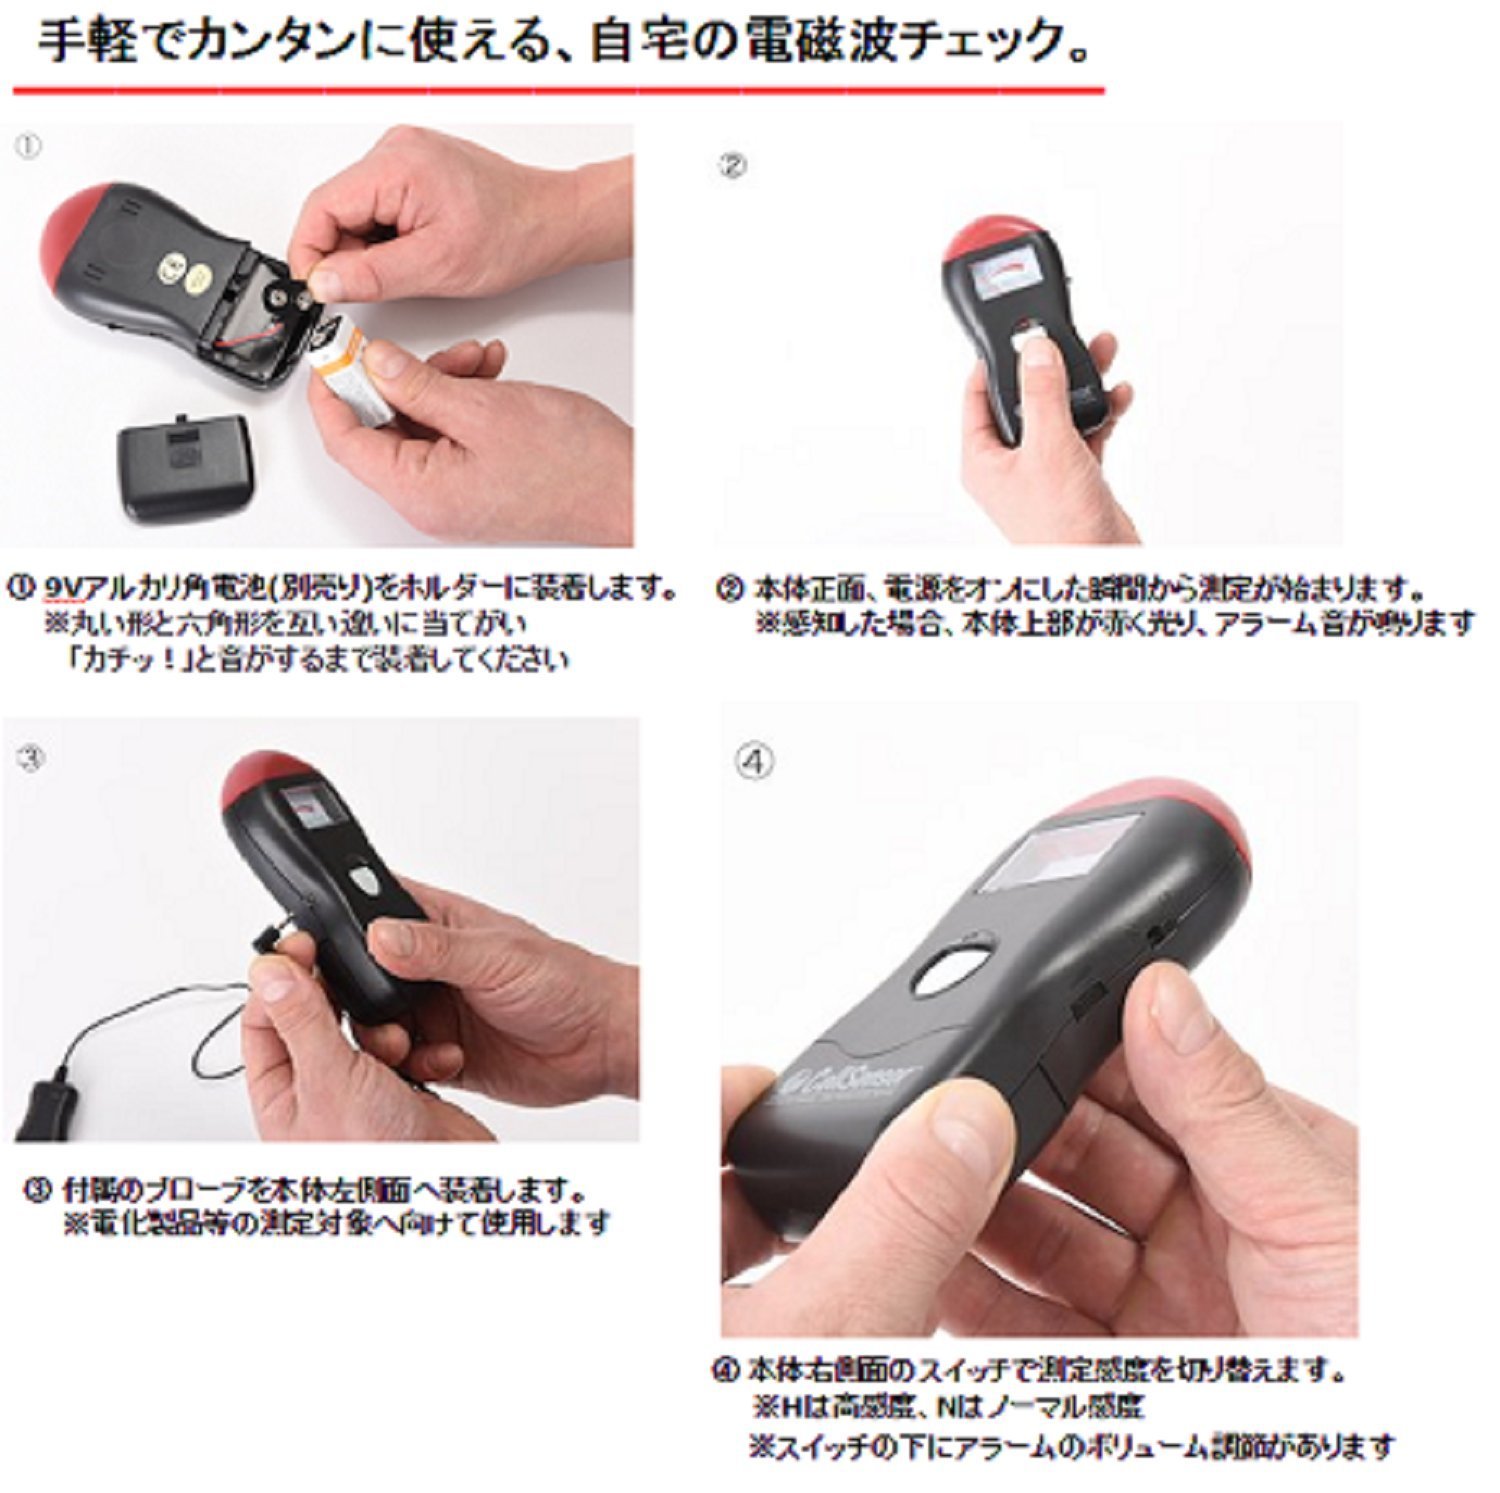 手軽でカンタンに使える、自宅の電磁波チェック。
①
②
① 9Vアルカリ角電池(別売り)をホルダーに装着します。
※丸い形と六角形を互い違いに当てがい
「カチッ！」と音がするまで装着してください
② 本体正面、電源をオンにした瞬間から測定が始まります。
※感知した場合、本体上部が赤く光り、アラーム音が鳴ります
③
④
CellSensor
③ 付属のプローブを本体左側面へ装着します。
※電化製品等の測定対象へ向けて使用します
④ 本体右側面のスイッチで測定感度を切り替えます。
※Hは高感度、Nはノーマル感度
※スイッチの下にアラームのボリューム調節があります